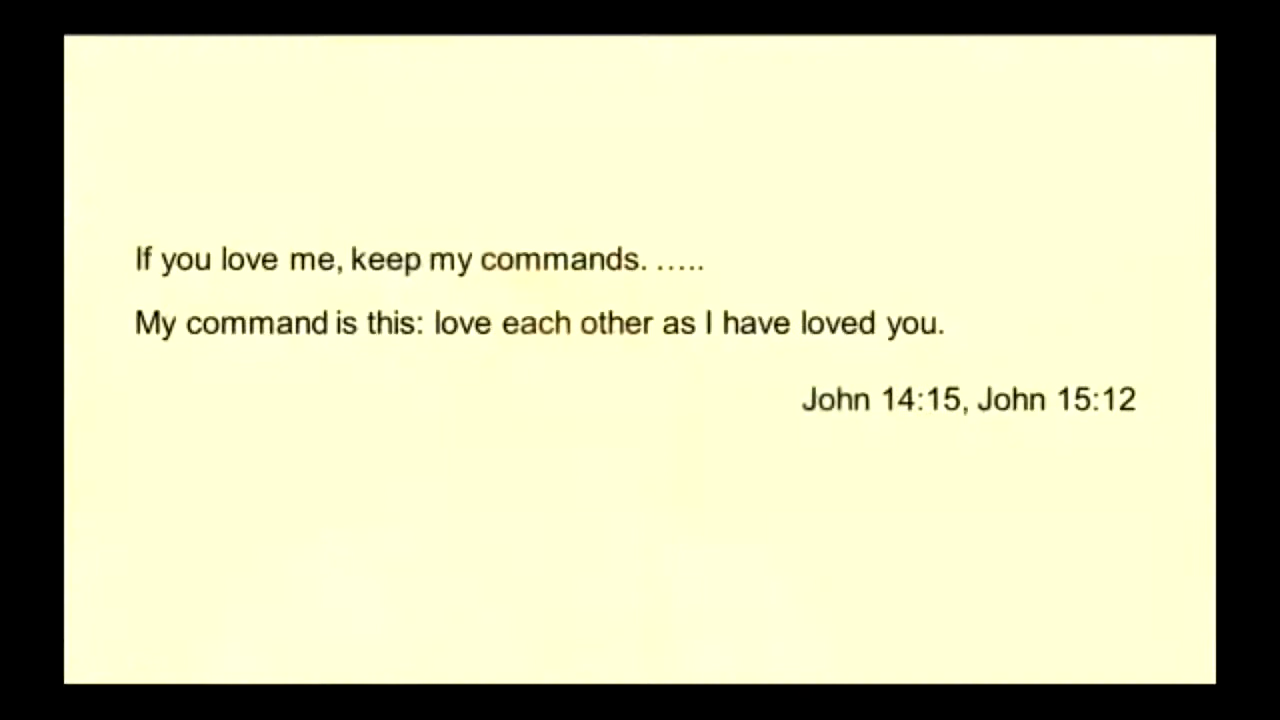 If you love me, keep my commands. …..
My command is this: love each other as I have loved you.
John 14:15, John 15:12